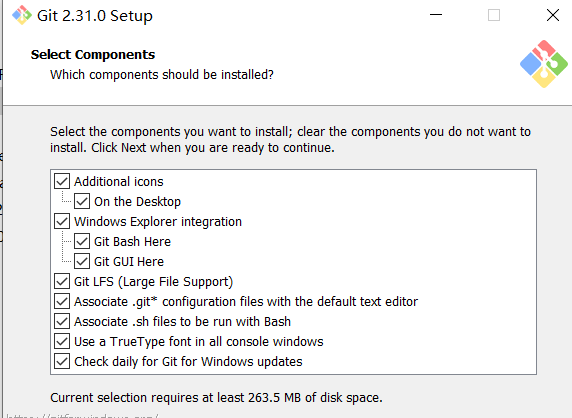 Git 2.31.0 Setup
Select Components
Which components should be installed?
Select the components you want to install; clear the components you do not want to
install. Click Next when you are ready to continue.
Additional icons
On the Desktop
Windows Explorer integration
Git Bash Here
Git GUI Here
Git LFS (Large File Support)
Associate .git* configuration files with the default text editor
Associate .sh files to be run with Bash
Use a TrueType font in all console windows
Check daily for Git for Windows updates
Current selection requires at least 263.5 MB of disk space.
https://gitforwindows.org/